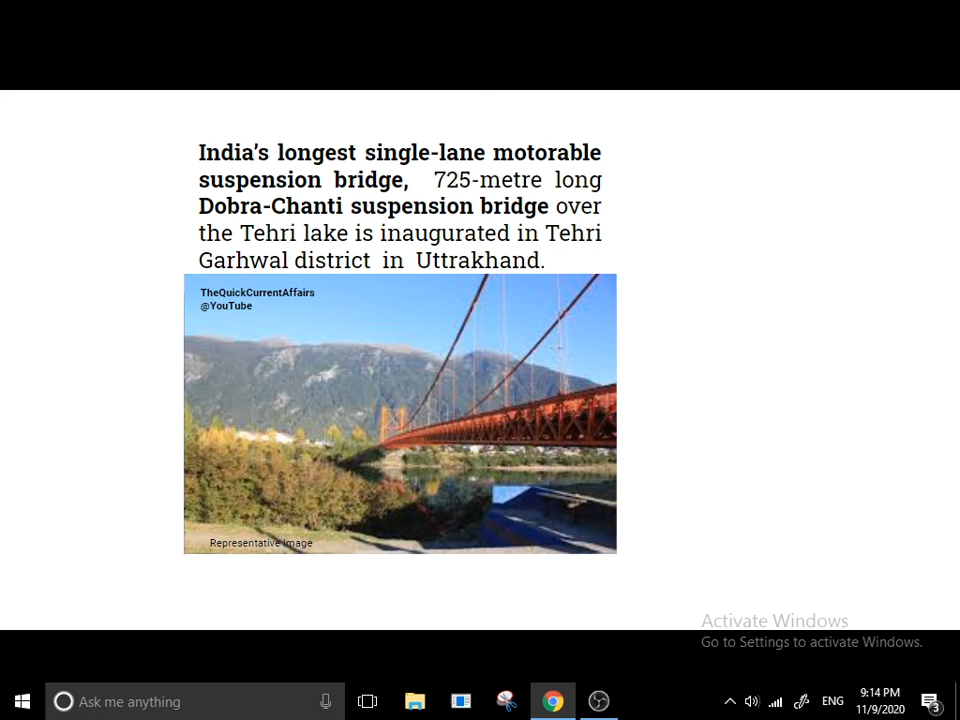 India's longest single-lane motorable
suspension bridge, 725-metre long
Dobra-Chanti suspension bridge over
the Tehri lake is inaugurated in Tehri
Garhwal district in Uttrakhand.
TheQuickCurrentAffairs
@YouTube
Representative Image
Activate Windows
Go to Settings to activate Windows.
Ask me anything
ENG
9:14 PM
11/9/2020
3